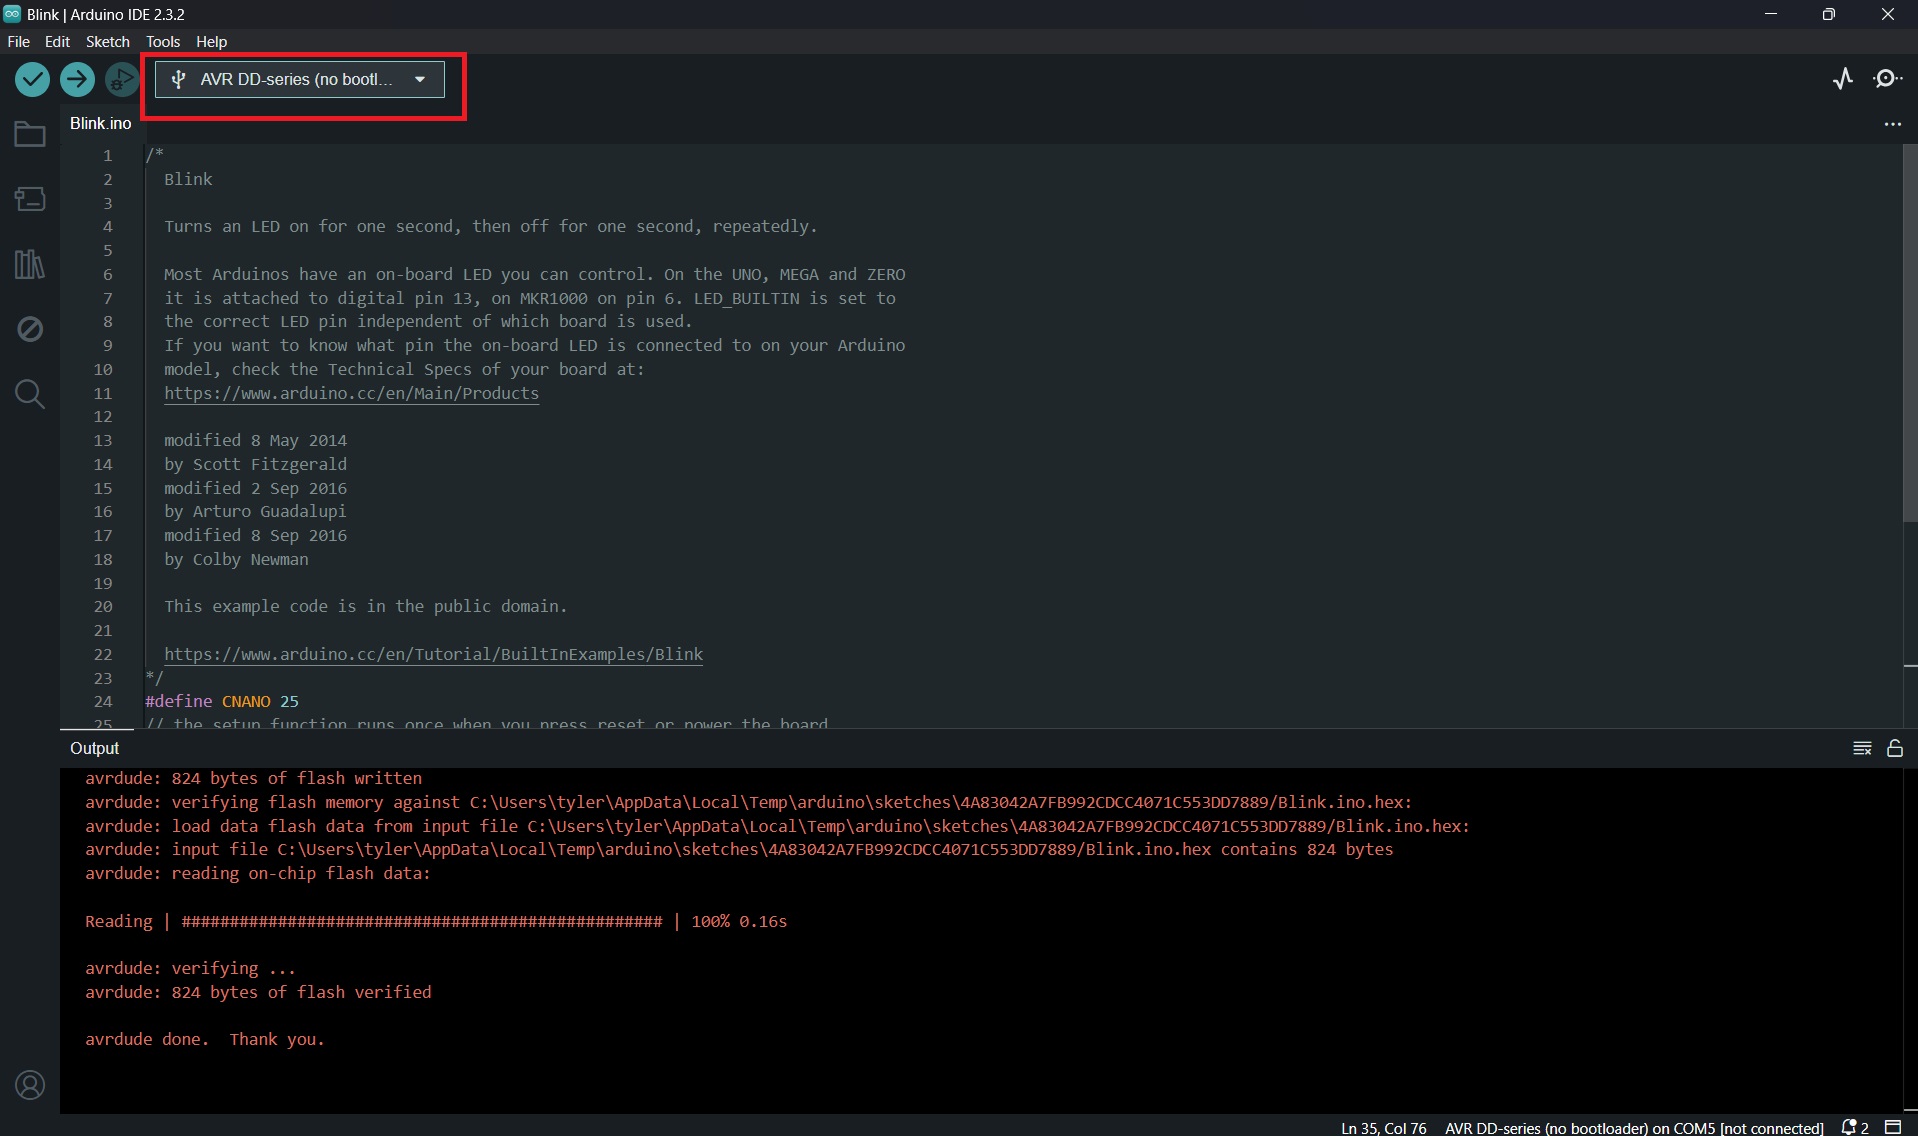 Blink | Arduino IDE 2.3.2
File Edit Sketch Tools Help
AVR DD-series (no bootl...
Blink.ino
1 /*
2 Blink
3
4 Turns an LED on for one second, then off for one second, repeatedly.
5
6 Most Arduinos have an on-board LED you can control. On the UNO, MEGA and ZERO
7 it is attached to digital pin 13, on MKR1000 on pin 6. LED_BUILTIN is set to
8 the correct LED pin independent of which board is used.
9 If you want to know what pin the on-board LED is connected to on your Arduino
10 model, check the Technical Specs of your board at:
11 https://www.arduino.cc/en/Main/Products
12
13 modified 8 May 2014
14 by Scott Fitzgerald
15 modified 2 Sep 2016
16 by Arturo Guadalupi
17 modified 8 Sep 2016
18 by Colby Newman
19
20 This example code is in the public domain.
21
22 https://www.arduino.cc/en/Tutorial/BuiltInExamples/Blink
23 */
24 #define CNANO 25
25 // the setup function runs once when you press reset or power the board
Output
avrdude: 824 bytes of flash written
avrdude: verifying flash memory against C:\Users\tyler\AppData\Local\Temp\arduino\sketches\4A83042A7FB992CDCC4071C553DD7889/Blink.ino.hex:
avrdude: load data flash data from input file C:\Users\tyler\AppData\Local\Temp\arduino\sketches\4A83042A7FB992CDCC4071C553DD7889/Blink.ino.hex:
avrdude: input file C:\Users\tyler\AppData\Local\Temp\arduino\sketches\4A83042A7FB992CDCC4071C553DD7889/Blink.ino.hex contains 824 bytes
avrdude: reading on-chip flash data:
Reading | ################################################## | 100% 0.16s
avrdude: verifying ...
avrdude: 824 bytes of flash verified
avrdude done.  Thank you.
Ln 35, Col 76 AVR DD-series (no bootloader) on COM5 [not connected] 2